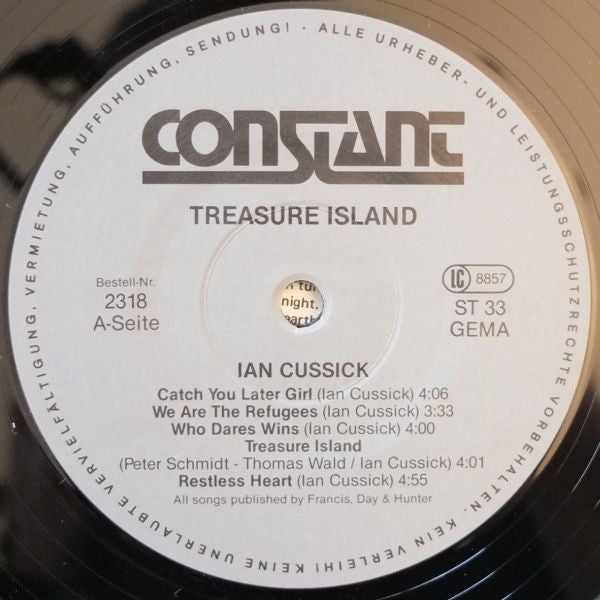 ALLE URHEBER- UND LEISTUNGSSCHUTZRECHTE VORBEHALTEN · KEIN VERLEIH! KEINE UNERLAUBTE VERVIELFÄLTIGUNG, VERMIETUNG, AUFFÜHRUNG, SENDUNG! ·
CONSTANT
TREASURE ISLAND
Bestell-Nr.
2318
A-Seite
LC 8857
ST 33
GEMA
night.
IAN CUSSICK
Catch You Later Girl (Ian Cussick) 4:06
We Are The Refugees (Ian Cussick) 3:33
Who Dares Wins (Ian Cussick) 4:00
Treasure Island
(Peter Schmidt - Thomas Wald / Ian Cussick) 4:01
Restless Heart (Ian Cussick) 4:55
All songs published by Francis, Day & Hunter